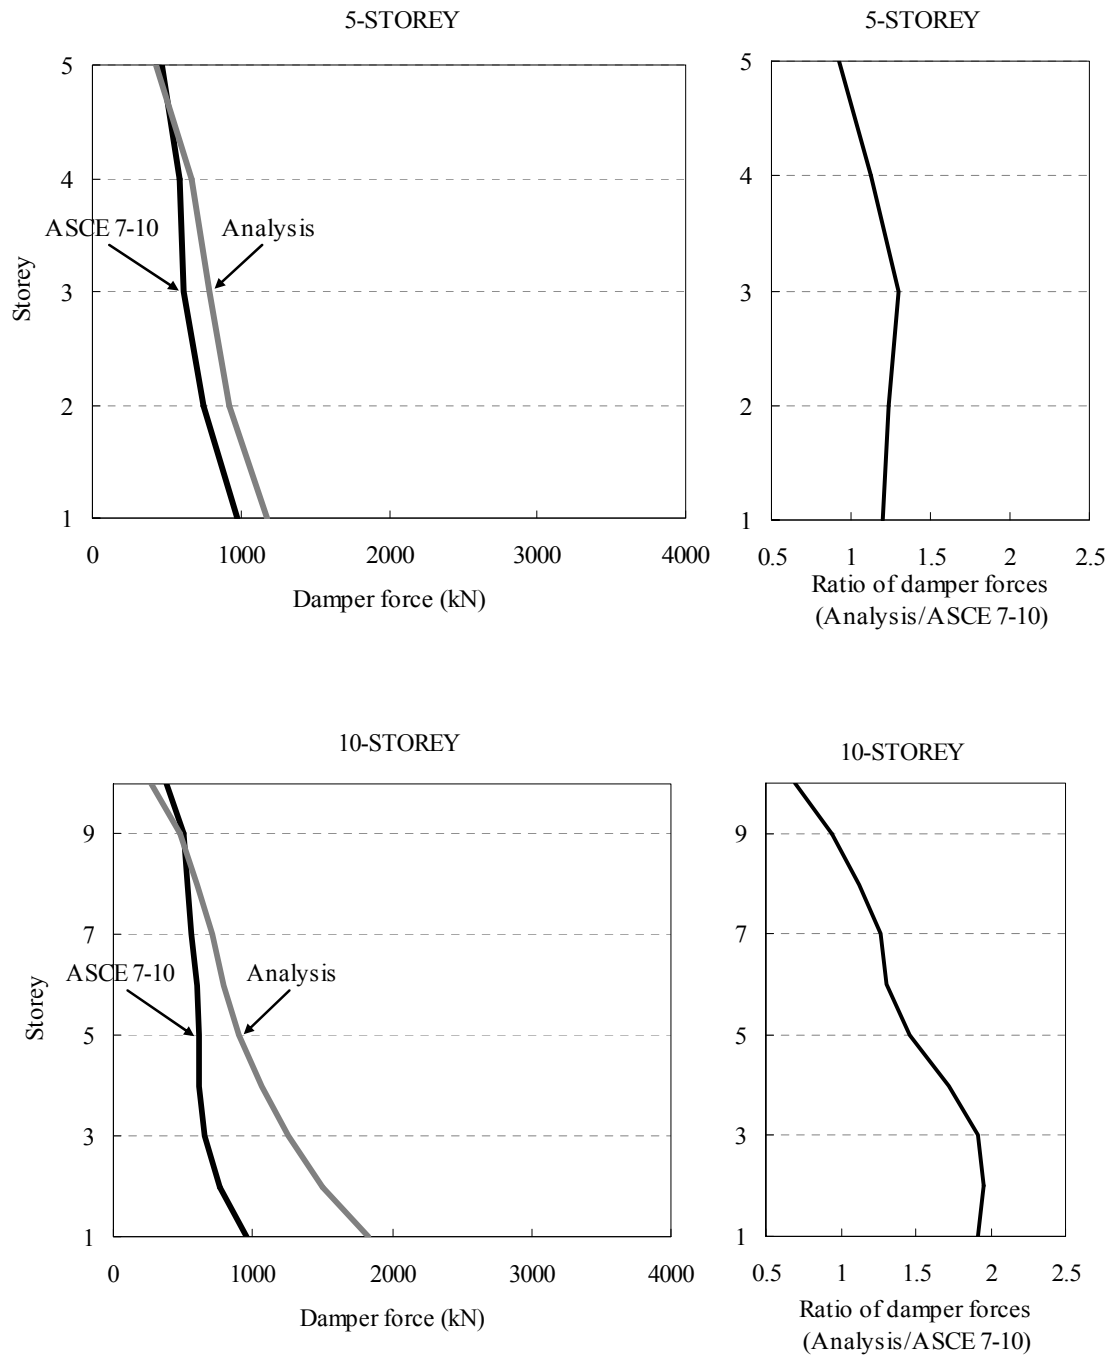 5-STOREY
5
4
3
2
1
Storey
ASCE 7-10
Analysis
0
1000
2000
3000
4000
Damper force (kN)
5-STOREY
5
4
3
2
1
0.5
1
1.5
2
2.5
Ratio of damper forces
(Analysis/ASCE 7-10)
10-STOREY
9
7
5
3
1
Storey
ASCE 7-10
Analysis
0
1000
2000
3000
4000
Damper force (kN)
10-STOREY
9
7
5
3
1
0.5
1
1.5
2
2.5
Ratio of damper forces
(Analysis/ASCE 7-10)